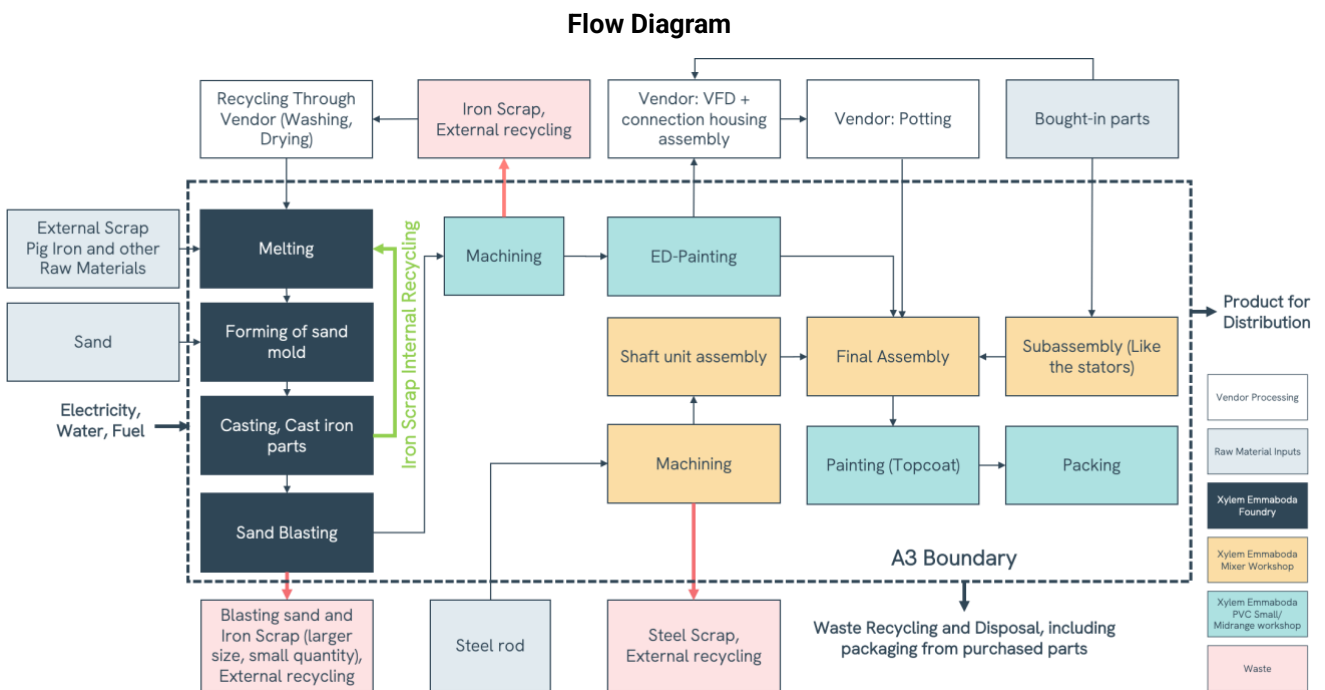 Flow Diagram
Recycling Through
Vendor (Washing,
Drying)
Iron Scrap,
External recycling
Vendor: VFD +
connection housing
assembly
Vendor: Potting
Bought-in parts
External Scrap
Pig Iron and other
Raw Materials
Melting
Iron Scrap Internal Recycling
Machining
ED-Painting
Product for
Distribution
Sand
Forming of sand
mold
Shaft unit assembly
Final Assembly
Subassembly (Like
the stators)
Electricity,
Water, Fuel
Casting, Cast iron
parts
Machining
Painting (Topcoat)
Packing
Sand Blasting
A3 Boundary
Blasting sand and
Iron Scrap (larger
size, small quantity),
External recycling
Steel rod
Steel Scrap,
External recycling
Waste Recycling and Disposal, including
packaging from purchased parts
Vendor Processing
Raw Material Inputs
Xylem Emmaboda
Foundry
Xylem Emmaboda
Mixer Workshop
Xylem Emmaboda
PVC Small/
Midrange workshop
Waste